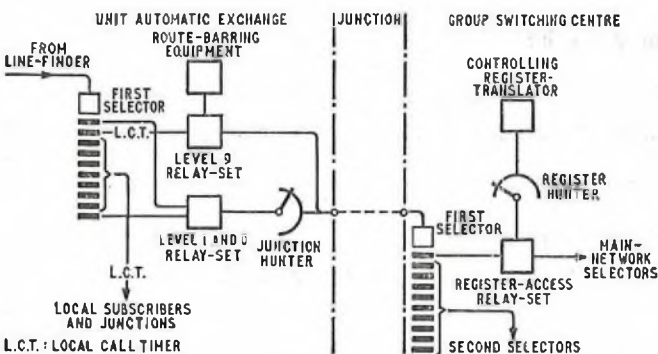 UNIT AUTOMATIC EXCHANGE
JUNCTION
GROUP SWITCHING CENTRE
FROM
LINE-FINDER
ROUTE-BARRING
EQUIPMENT
CONTROLLING
REGISTER-
TRANSLATOR
FIRST
SELECTOR
L.C.T.
LEVEL 9
RELAY-SET
REGISTER
HUNTER
FIRST
SELECTOR
LEVEL 1 AND 0
RELAY-SET
JUNCTION
HUNTER
MAIN-
NETWORK
SELECTORS
L.C.T.
REGISTER-ACCESS
RELAY-SET
LOCAL SUBSCRIBERS
AND JUNCTIONS
L.C.T.: LOCAL CALL TIMER
SECOND SELECTORS